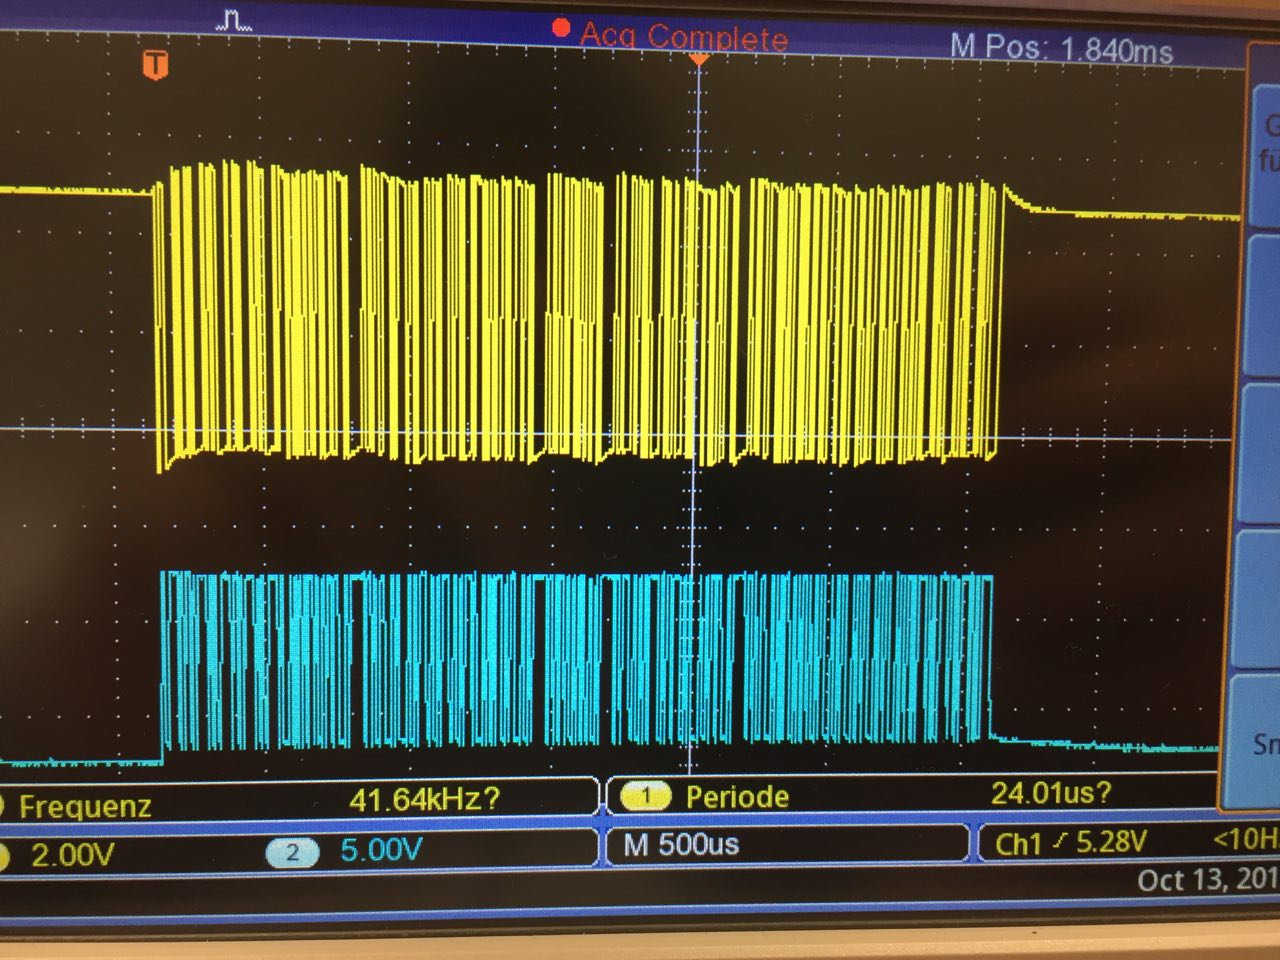 T
Acq Complete
M Pos: 1.840ms
Frequenz 41.64kHz? 1 Periode 24.01us?
2.00V 2 5.00V M 500us Ch1 5.28V <10H
Oct 13, 201